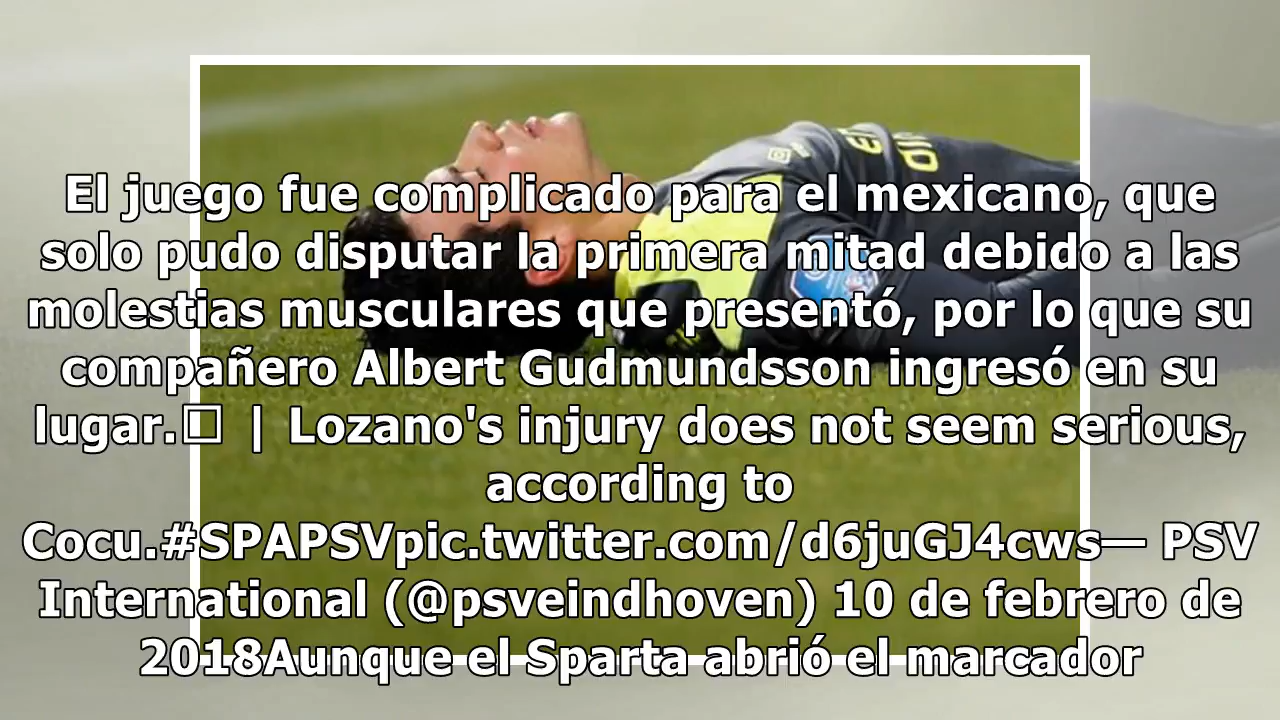 El juego fue complicado para el mexicano, que
solo pudo disputar la primera mitad debido a las
molestias musculares que presentó, por lo que su
compañero Albert Gudmundsson ingresó en su
lugar.□ | Lozano's injury does not seem serious,
according to
Cocu.#SPAPSVpic.twitter.com/d6juGJ4cws— PSV
International (@psveindhoven) 10 de febrero de
2018Aunque el Sparta abrió el marcador